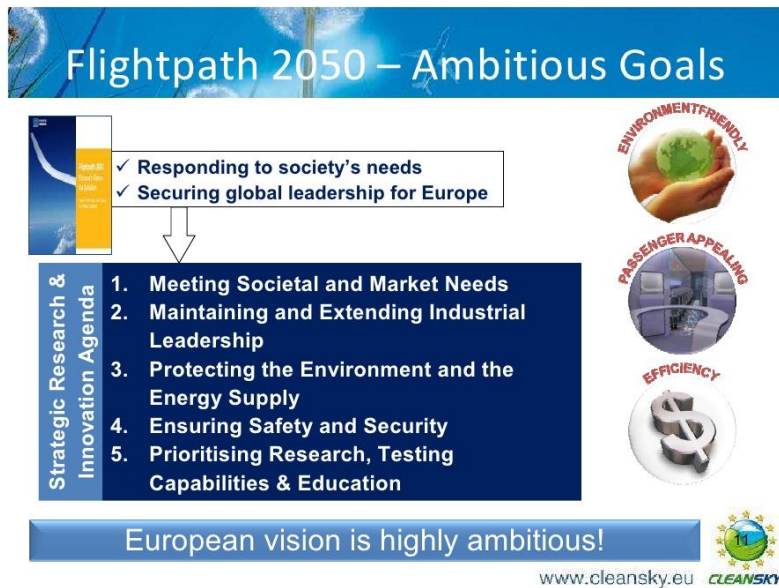 Flightpath 2050 – Ambitious Goals
✓ Responding to society's needs
✓ Securing global leadership for Europe
Strategic Research &
Innovation Agenda
1. Meeting Societal and Market Needs
2. Maintaining and Extending Industrial
Leadership
3. Protecting the Environment and the
Energy Supply
4. Ensuring Safety and Security
5. Prioritising Research, Testing
Capabilities & Education
ENVIRONMENTFRIENDLY
PASSENGER APPEALING
EFFICIENCY
$
European vision is highly ambitious!
11
www.cleansky.eu
CLEANSKY